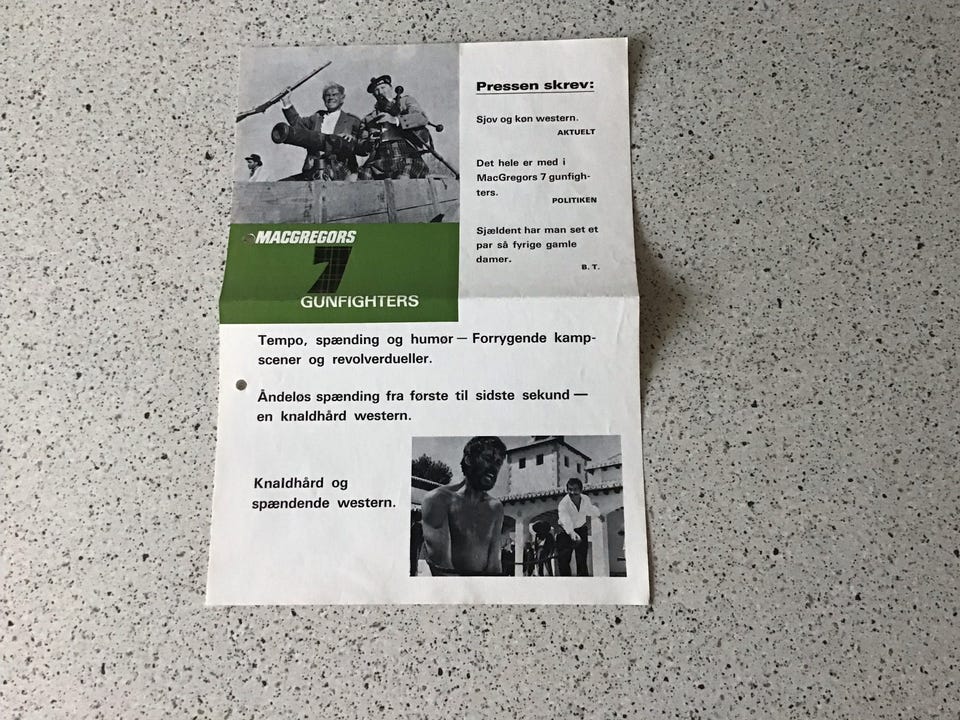 Pressen skrev:
Sjov og køn western.
AKTUELT
Det hele er med i
MacGregors 7 gunfigh-
ters.
POLITIKEN
Sjældent har man set et
par så fyrige gamle
damer.
B. T.
MACGREGORS
7
GUNFIGHTERS
Tempo, spænding og humør — Forrygende kamp-
scener og revolverdueller.
Åndeløs spænding fra første til sidste sekund —
en knaldhård western.
Knaldhård og
spændende western.